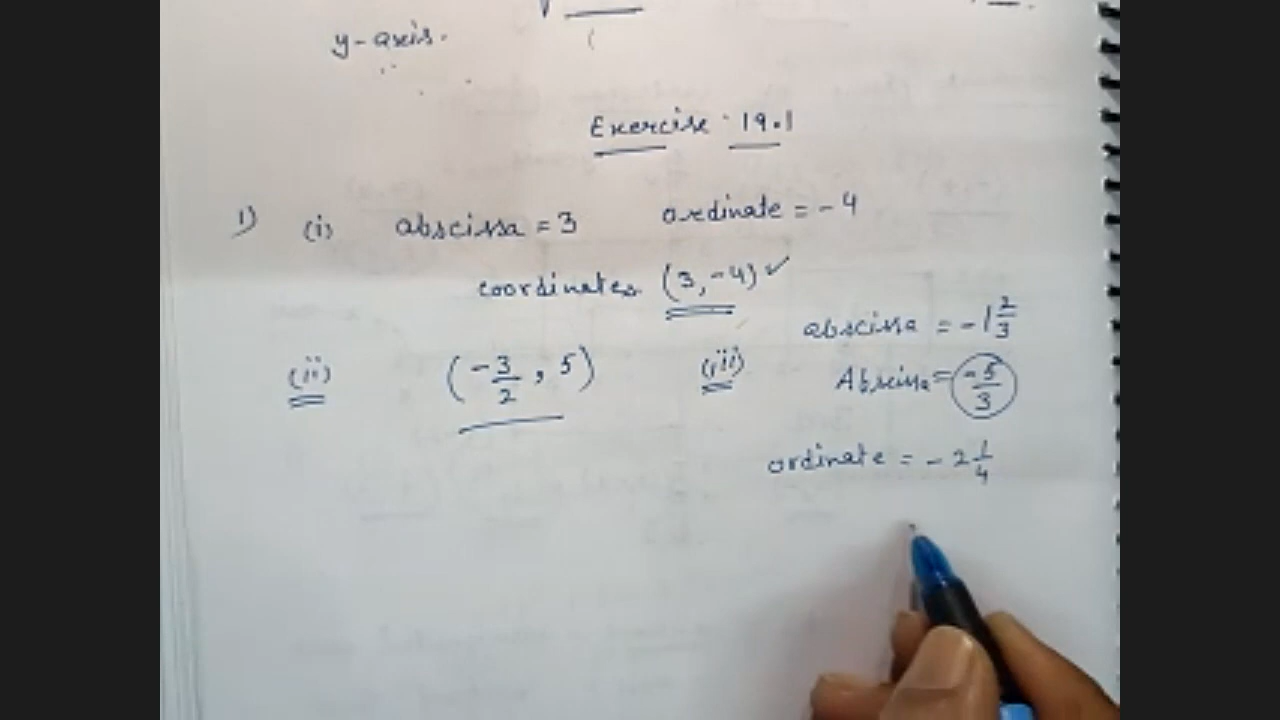 y-axis.
Exercise 19.1
1) (i) abscissa = 3 ordinate = -4
coordinates (3, -4) ✓
abscissa = -1 2/3
(ii) (-3/2, 5) (iii) Abscissa = -5/3
ordinate = -2 1/4